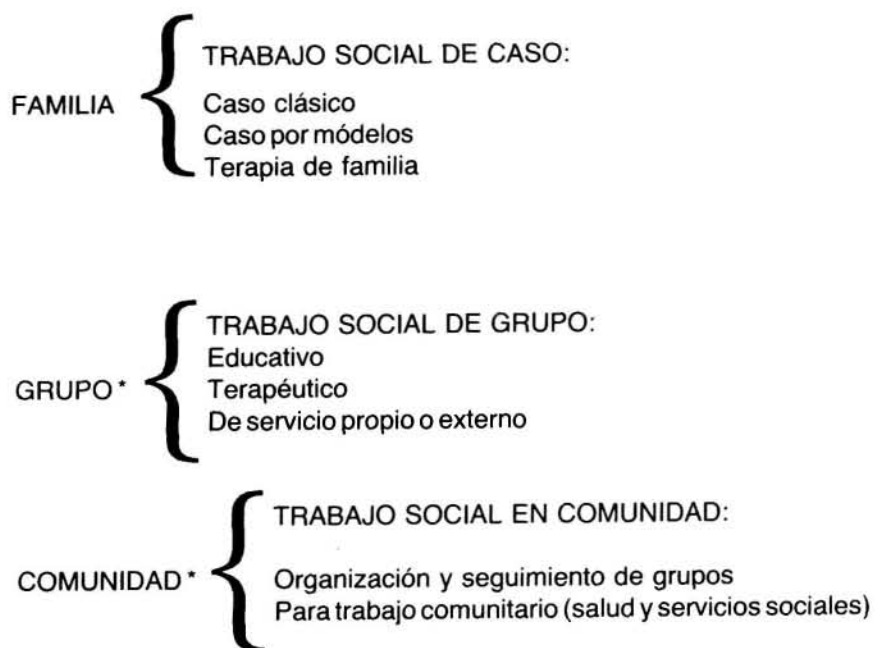 TRABAJO SOCIAL DE CASO:
FAMILIA
Caso clásico
Caso por módelos
Terapia de familia
TRABAJO SOCIAL DE GRUPO:
Educativo
GRUPO *
Terapéutico
De servicio propio o externo
TRABAJO SOCIAL EN COMUNIDAD:
COMUNIDAD *
Organización y seguimiento de grupos
Para trabajo comunitario (salud y servicios sociales)